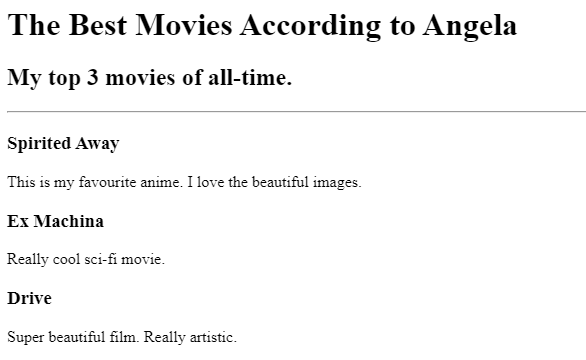 The Best Movies According to Angela
My top 3 movies of all-time.
Spirited Away
This is my favourite anime. I love the beautiful images.
Ex Machina
Really cool sci-fi movie.
Drive
Super beautiful film. Really artistic.